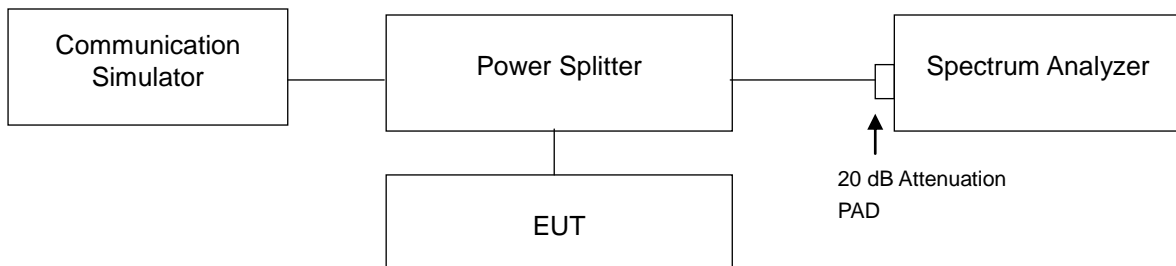 Communication
Simulator
Power Splitter
Spectrum Analyzer
20 dB Attenuation
PAD
EUT